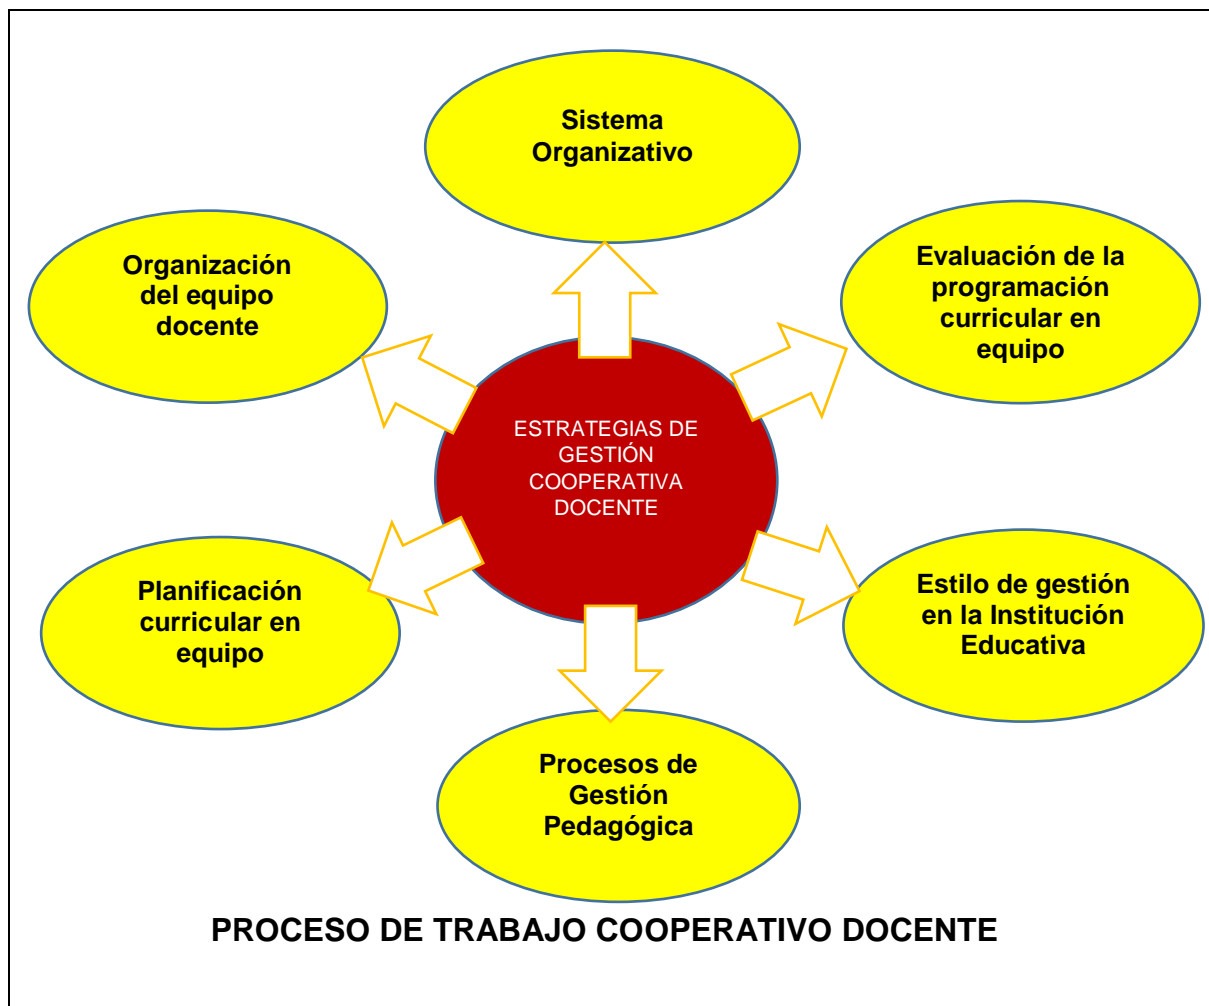 Sistema
Organizativo
Organización
del equipo
docente
Evaluación de la
programación
curricular en
equipo
ESTRATEGIAS DE
GESTIÓN
COOPERATIVA
DOCENTE
Planificación
curricular en
equipo
Estilo de gestión
en la Institución
Educativa
Procesos de
Gestión
Pedagógica
PROCESO DE TRABAJO COOPERATIVO DOCENTE